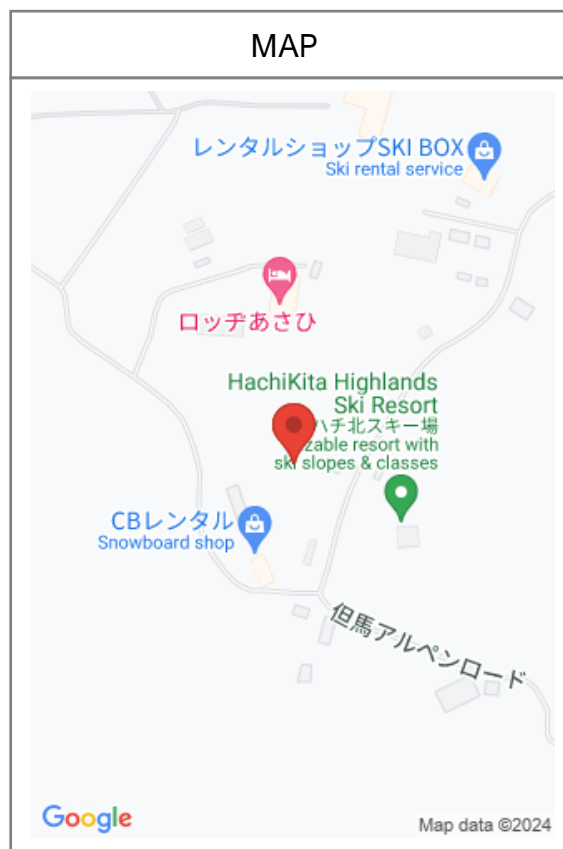 MAP
レンタルショップSKI BOX
Ski rental service
ロッヂあさひ
HachiKita Highlands
Ski Resort
ハチ北スキー場
zable resort with
ski slopes & classes
CBレンタル
Snowboard shop
但馬アルペンロード
Google
Map data ©2024